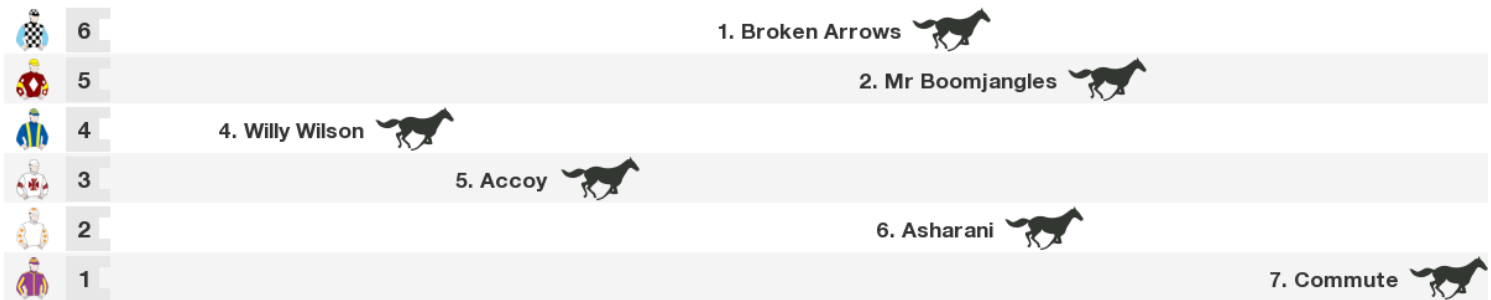 6 1. Broken Arrows
5 2. Mr Boomjangles
4 4. Willy Wilson
3 5. Accoy
2 6. Asharani
1 7. Commute